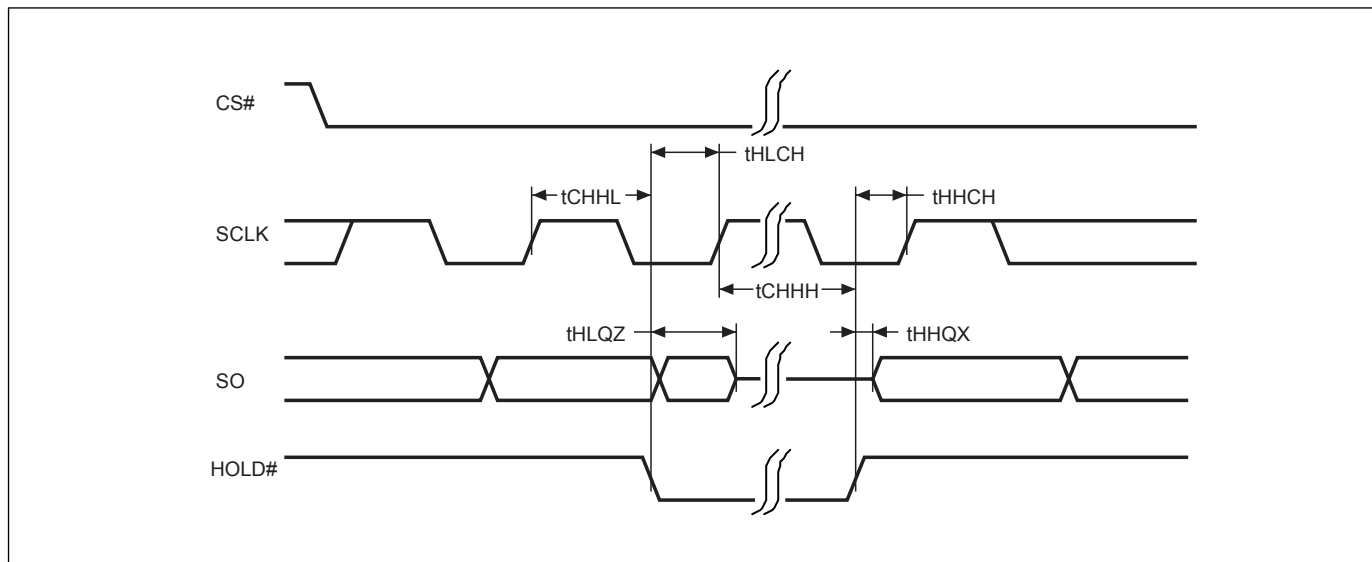 CS#
tHLCH
tCHHL
tHHCH
SCLK
tCHHH
tHLQZ
tHHQX
SO
HOLD#